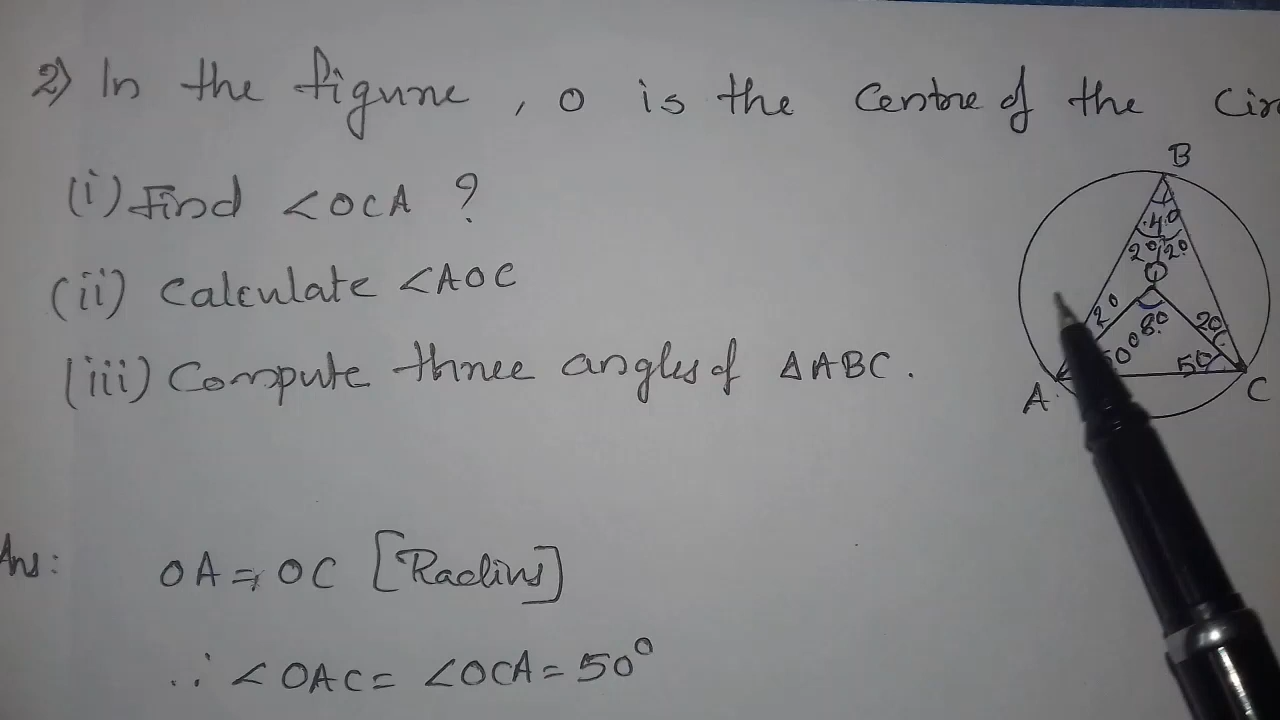 2) In the figure, O is the Centre of the
(i) Find <OCA ?
(ii) Calculate <AOC
(iii) Compute three angles of ΔABC.
B
40
20 20
O
20
80
20
50°
50
A
C
Ans: OA = OC [Radius]
∴ <OAC = <OCA = 50°